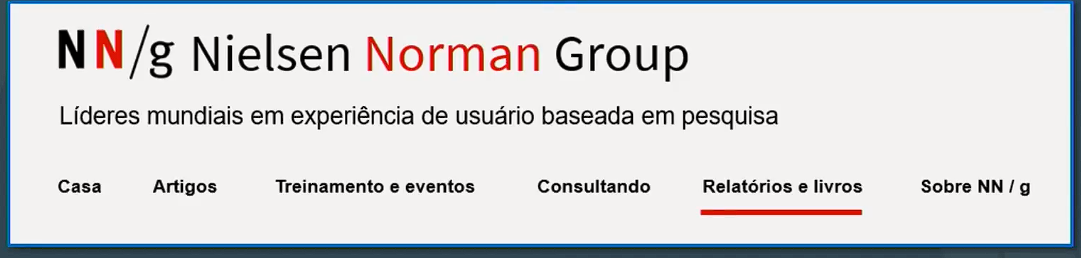 NN/g Nielsen Norman Group
Líderes mundiais em experiência de usuário baseada em pesquisa
Casa Artigos Treinamento e eventos Consultando Relatórios e livros Sobre NN / g